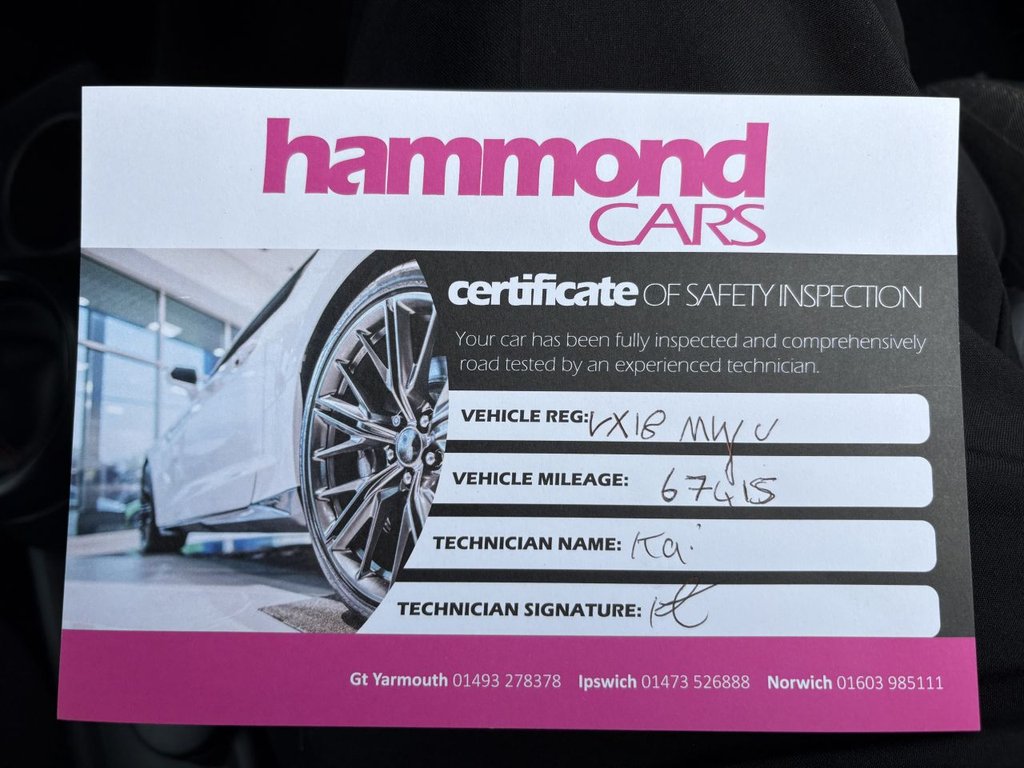 hammond
CARS
certificate OF SAFETY INSPECTION
Your car has been fully inspected and comprehensively
road tested by an experienced technician.
VEHICLE REG: VX18
VEHICLE MILEAGE: 67415
TECHNICIAN NAME: Kai
TECHNICIAN SIGNATURE:
Gt Yarmouth 01493 278378 Ipswich 01473 526888 Norwich 01603 985111